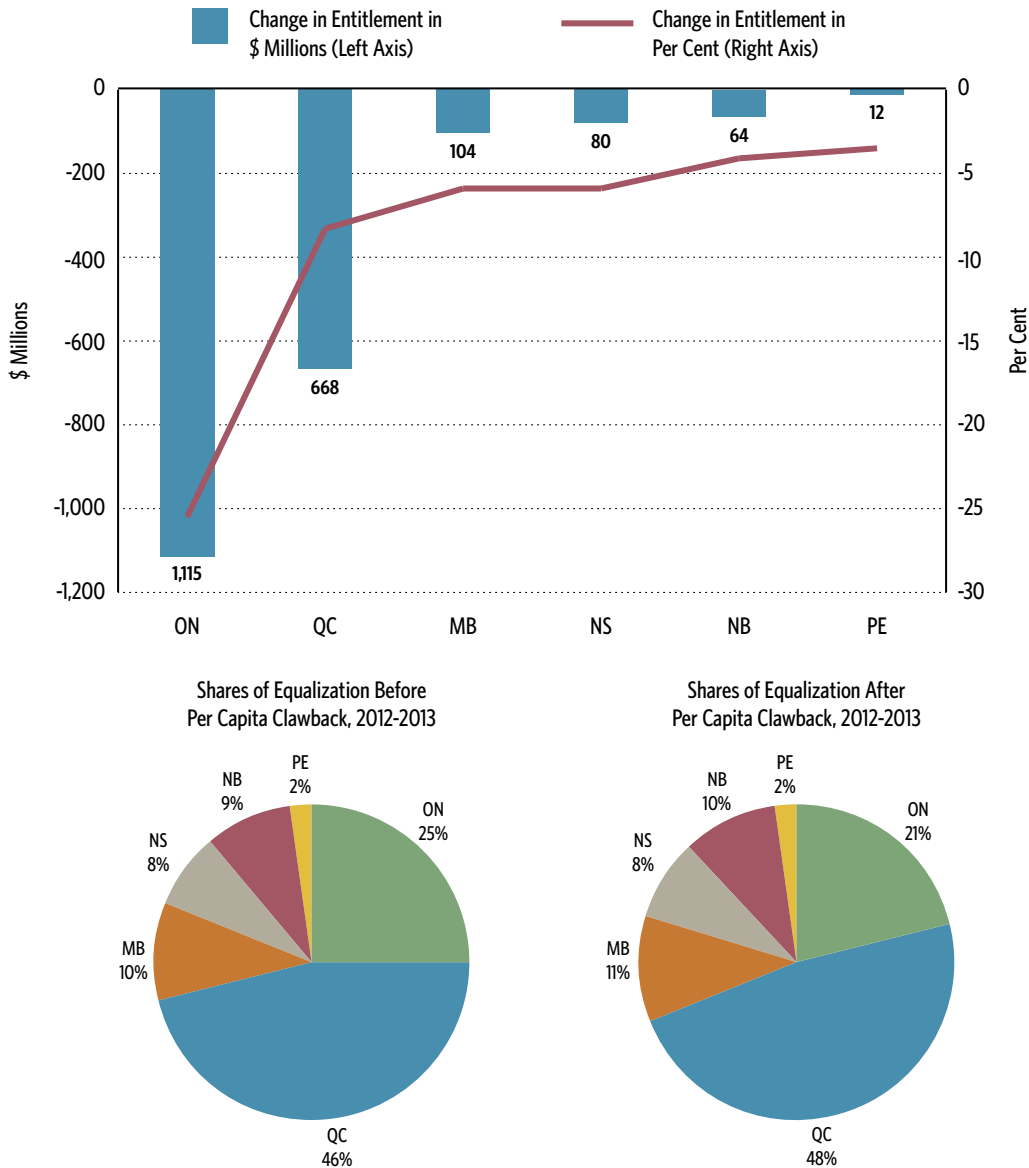 Change in Entitlement in
$ Millions (Left Axis)
Change in Entitlement in
Per Cent (Right Axis)
0
-200
-400
-600
-800
-1,000
-1,200
$ Millions
0
-5
-10
-15
-20
-25
-30
Per Cent
1,115
668
104
80
64
12
ON
QC
MB
NS
NB
PE
Shares of Equalization Before
Per Capita Clawback, 2012-2013
PE
2%
NB
9%
NS
8%
MB
10%
ON
25%
QC
46%
Shares of Equalization After
Per Capita Clawback, 2012-2013
PE
2%
NB
10%
NS
8%
MB
11%
ON
21%
QC
48%